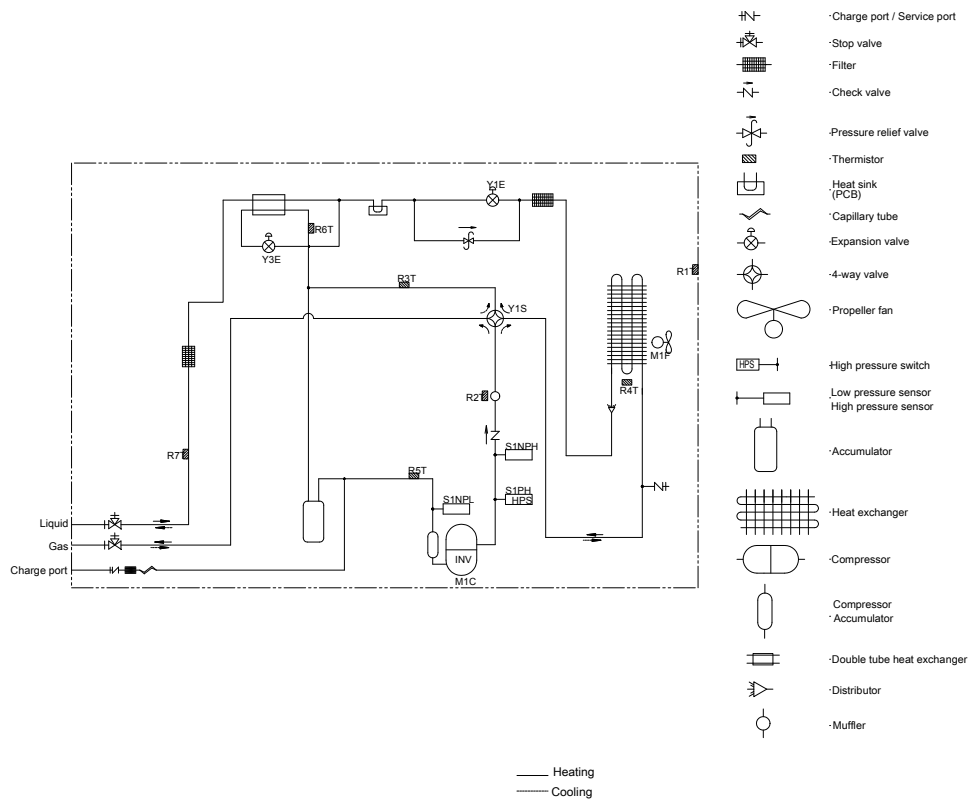 ·Charge port / Service port
·Stop valve
·Filter
·Check valve
·Pressure relief valve
·Thermistor
·Heat sink
(PCB)
·Capillary tube
·Expansion valve
·4-way valve
·Propeller fan
HPS
·High pressure switch
Low pressure sensor
High pressure sensor
·Accumulator
·Heat exchanger
·Compressor
Compressor
·Accumulator
·Double tube heat exchanger
·Distributor
·Muffler
Y1E
R6T
Y3E
R3T
R1T
Y1S
M1F
R4T
R2T
S1NPH
R7T
R5T
S1NPL
S1PH
HPS
Liquid
Gas
INV
Charge port
M1C
Heating
Cooling